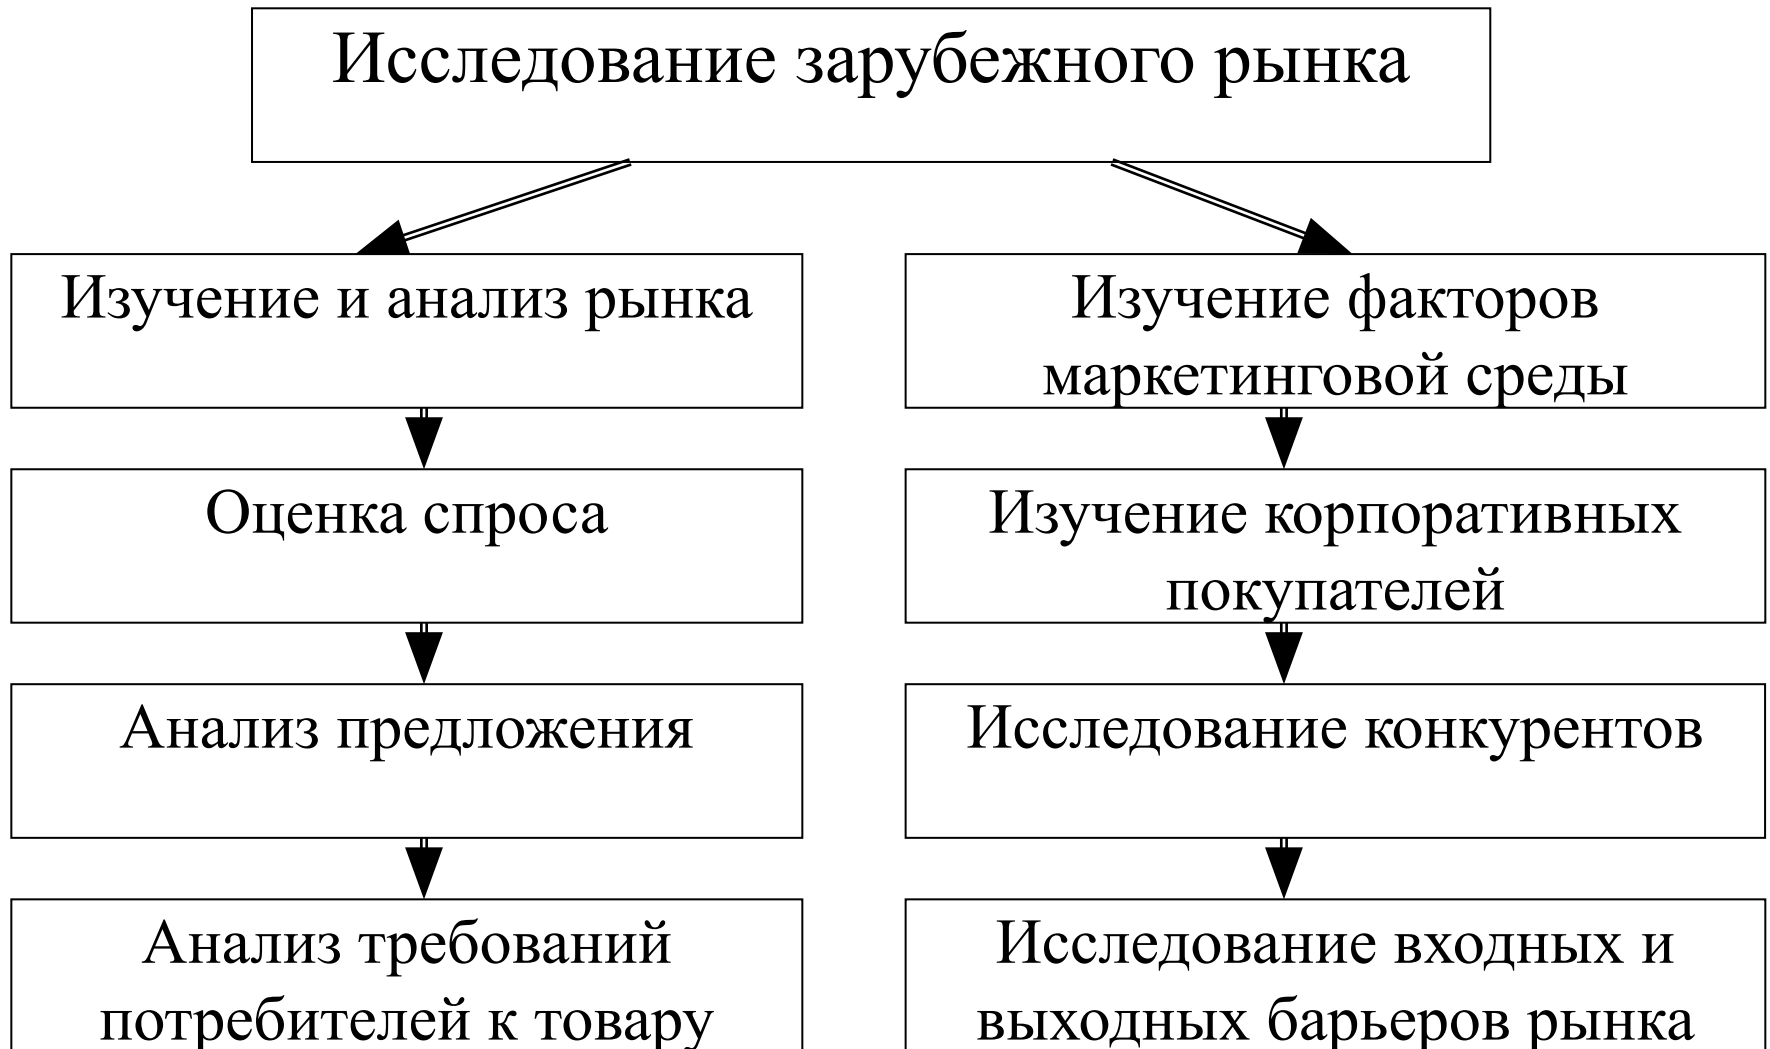 Исследование зарубежного рынка
Изучение и анализ рынка
Изучение факторов
маркетинговой среды
Оценка спроса
Изучение корпоративных
покупателей
Анализ предложения
Исследование конкурентов
Анализ требований
потребителей к товару
Исследование входных и
выходных барьеров рынка